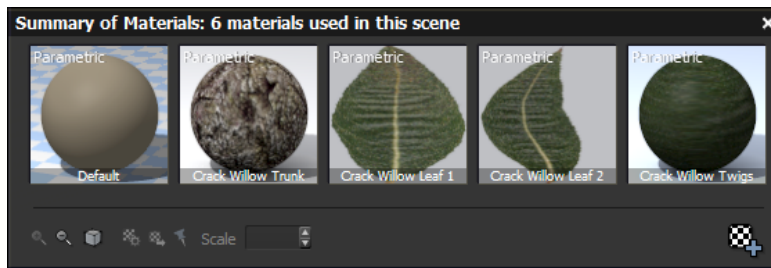 Summary of Materials: 6 materials used in this scene
Parametric Parametric Parametric Parametric Parametric
Default Crack Willow Trunk Crack Willow Leaf 1 Crack Willow Leaf 2 Crack Willow Twigs
Scale